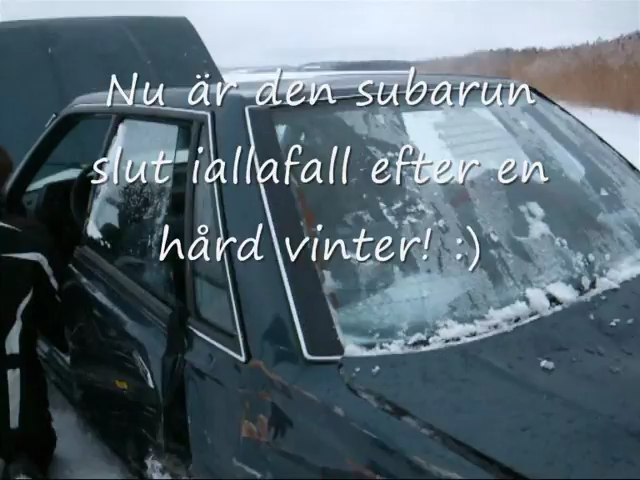 Nu är den subarun
slut iallafall efter en
hård vinter! :)